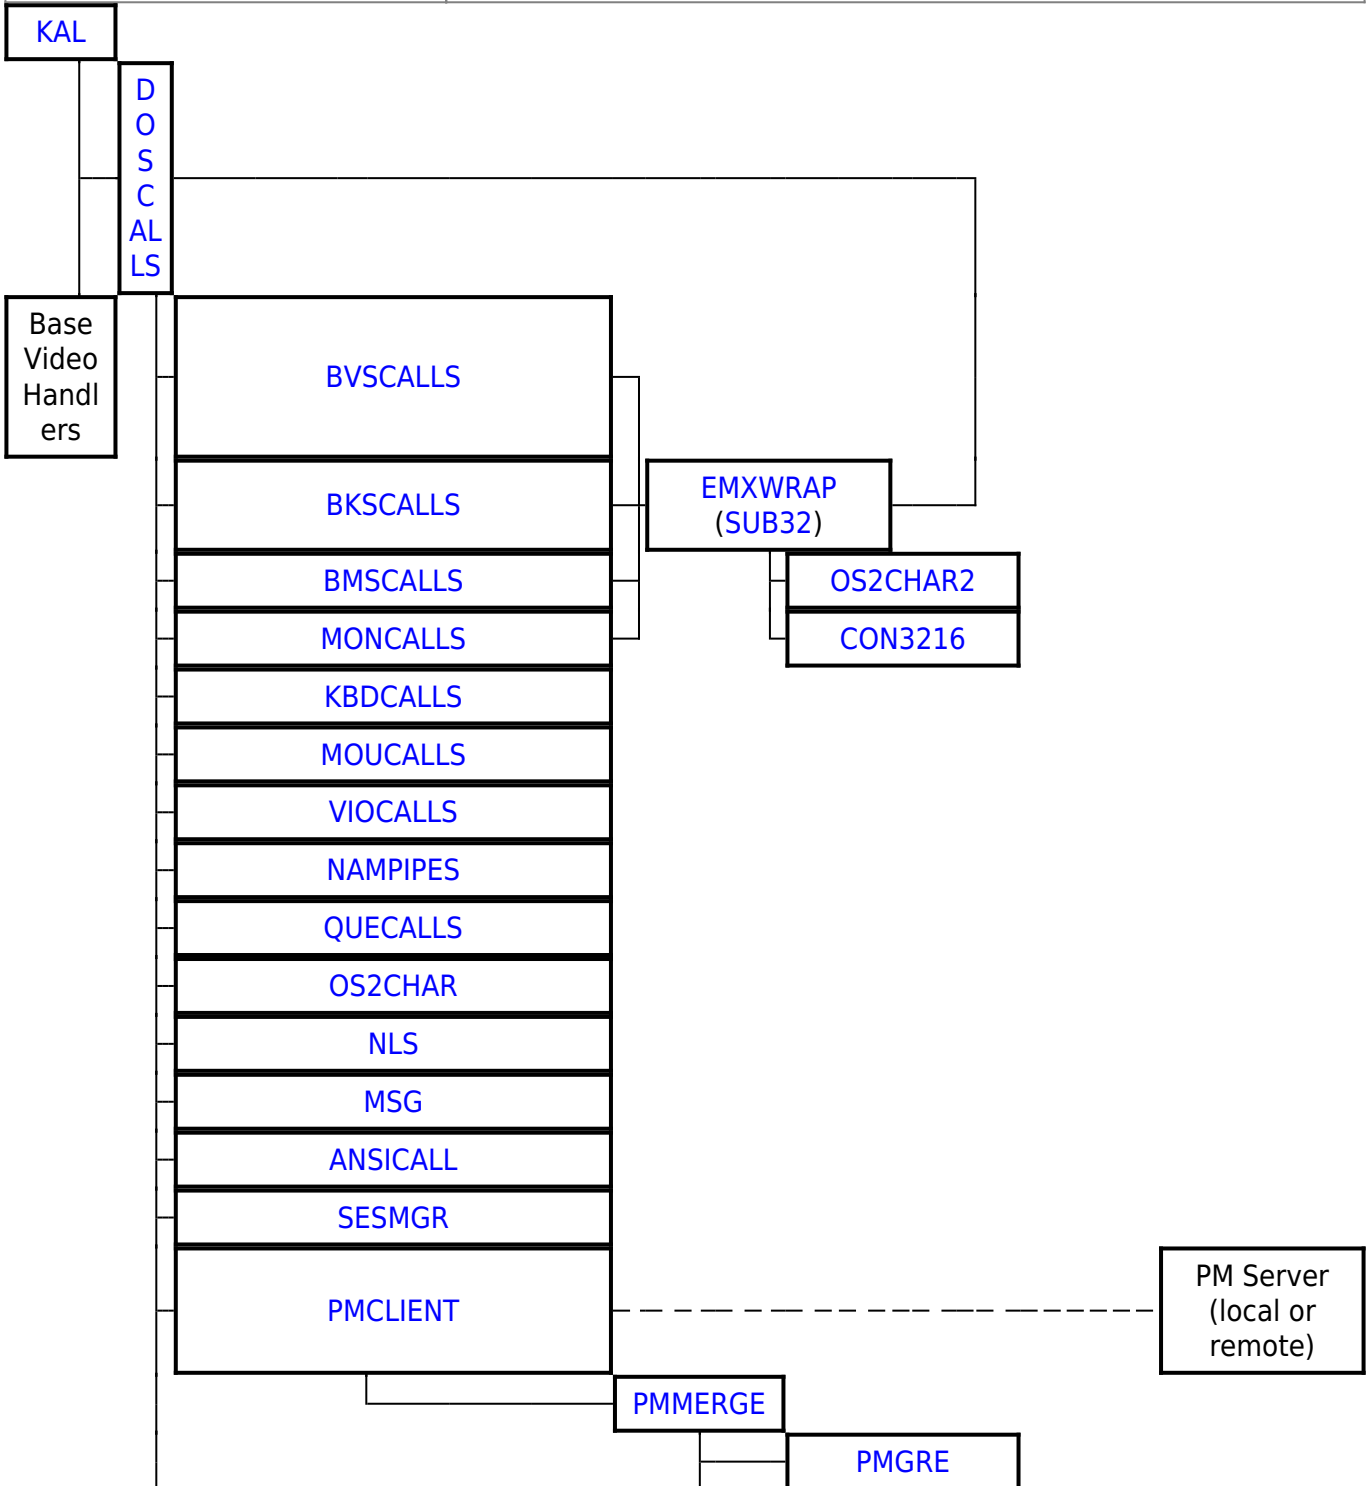 KAL
D
O
S
C
AL
LS
Base
Video
Handl
ers
BVSCALLS
BKSCALLS
EMXWRAP
(SUB32)
BMSCALLS
OS2CHAR2
MONCALLS
CON3216
KBDCALLS
MOUCALLS
VIOCALLS
NAMPIPES
QUECALLS
OS2CHAR
NLS
MSG
ANSICALL
SESMGR
PMCLIENT
PM Server
(local or
remote)
PMMERGE
PMGRE